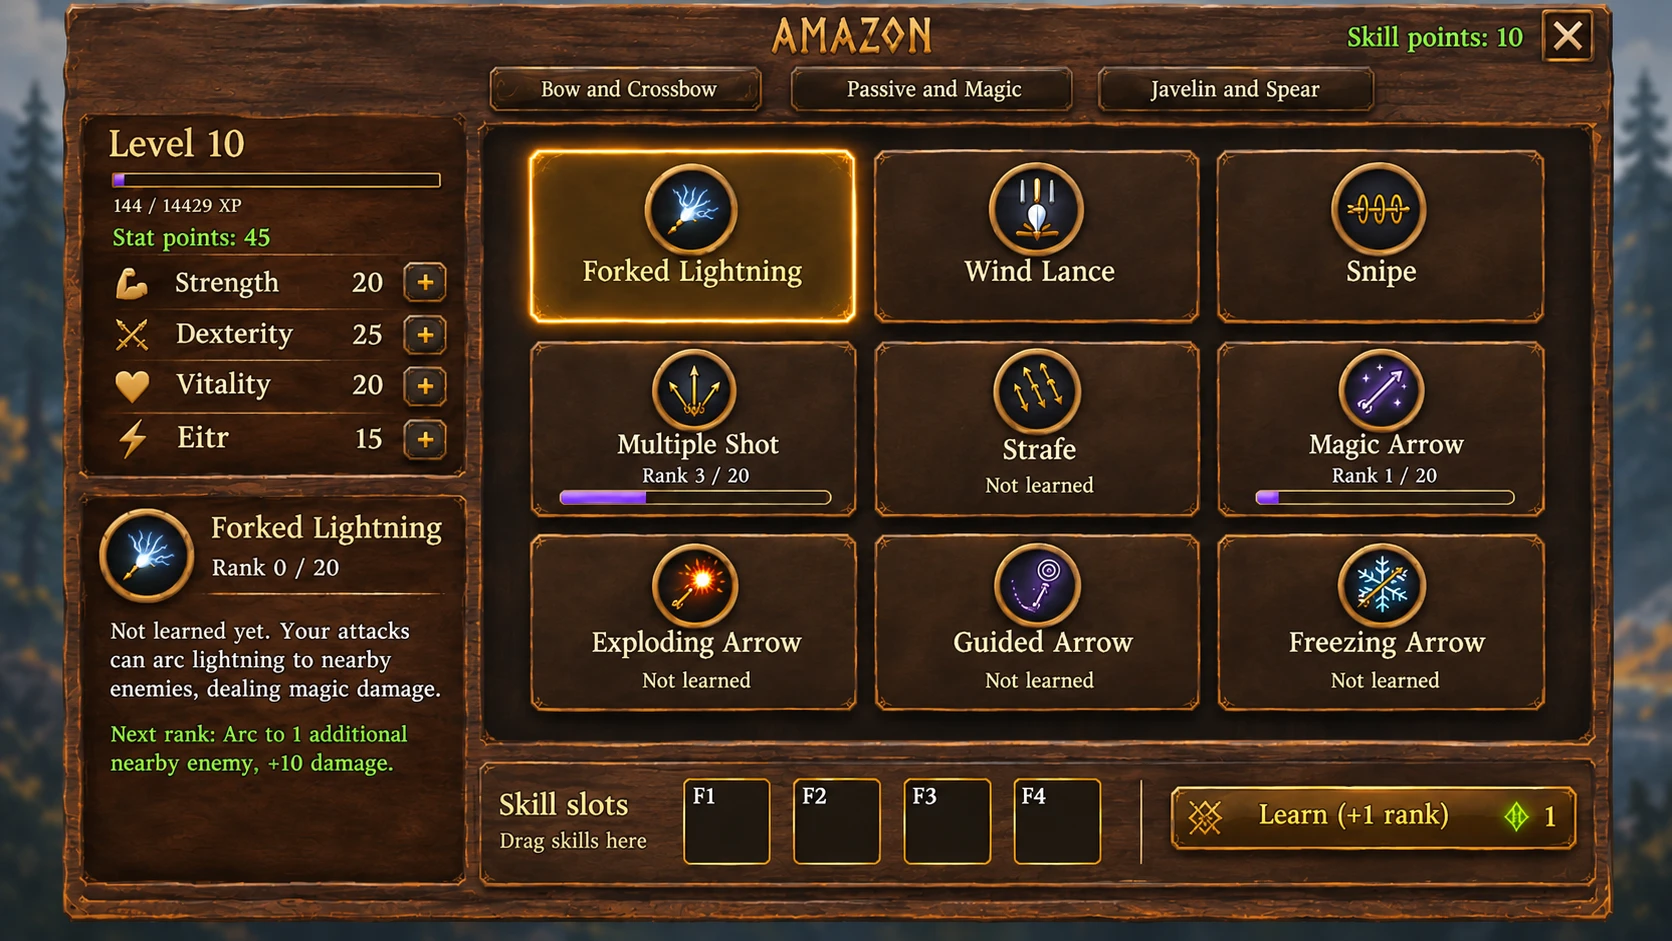 AMAZON
Skill points: 10
Bow and Crossbow
Passive and Magic
Javelin and Spear
Level 10
144 / 14429 XP
Stat points: 45
Strength 20 +
Dexterity 25 +
Vitality 20 +
Eitr 15 +
Forked Lightning
Rank 0 / 20
Not learned yet. Your attacks
can arc lightning to nearby
enemies, dealing magic damage.
Next rank: Arc to 1 additional
nearby enemy, +10 damage.
Forked Lightning
Wind Lance
Snipe
Multiple Shot
Rank 3 / 20
Strafe
Not learned
Magic Arrow
Rank 1 / 20
Exploding Arrow
Not learned
Guided Arrow
Not learned
Freezing Arrow
Not learned
Skill slots
Drag skills here
F1
F2
F3
F4
Learn (+1 rank) 1